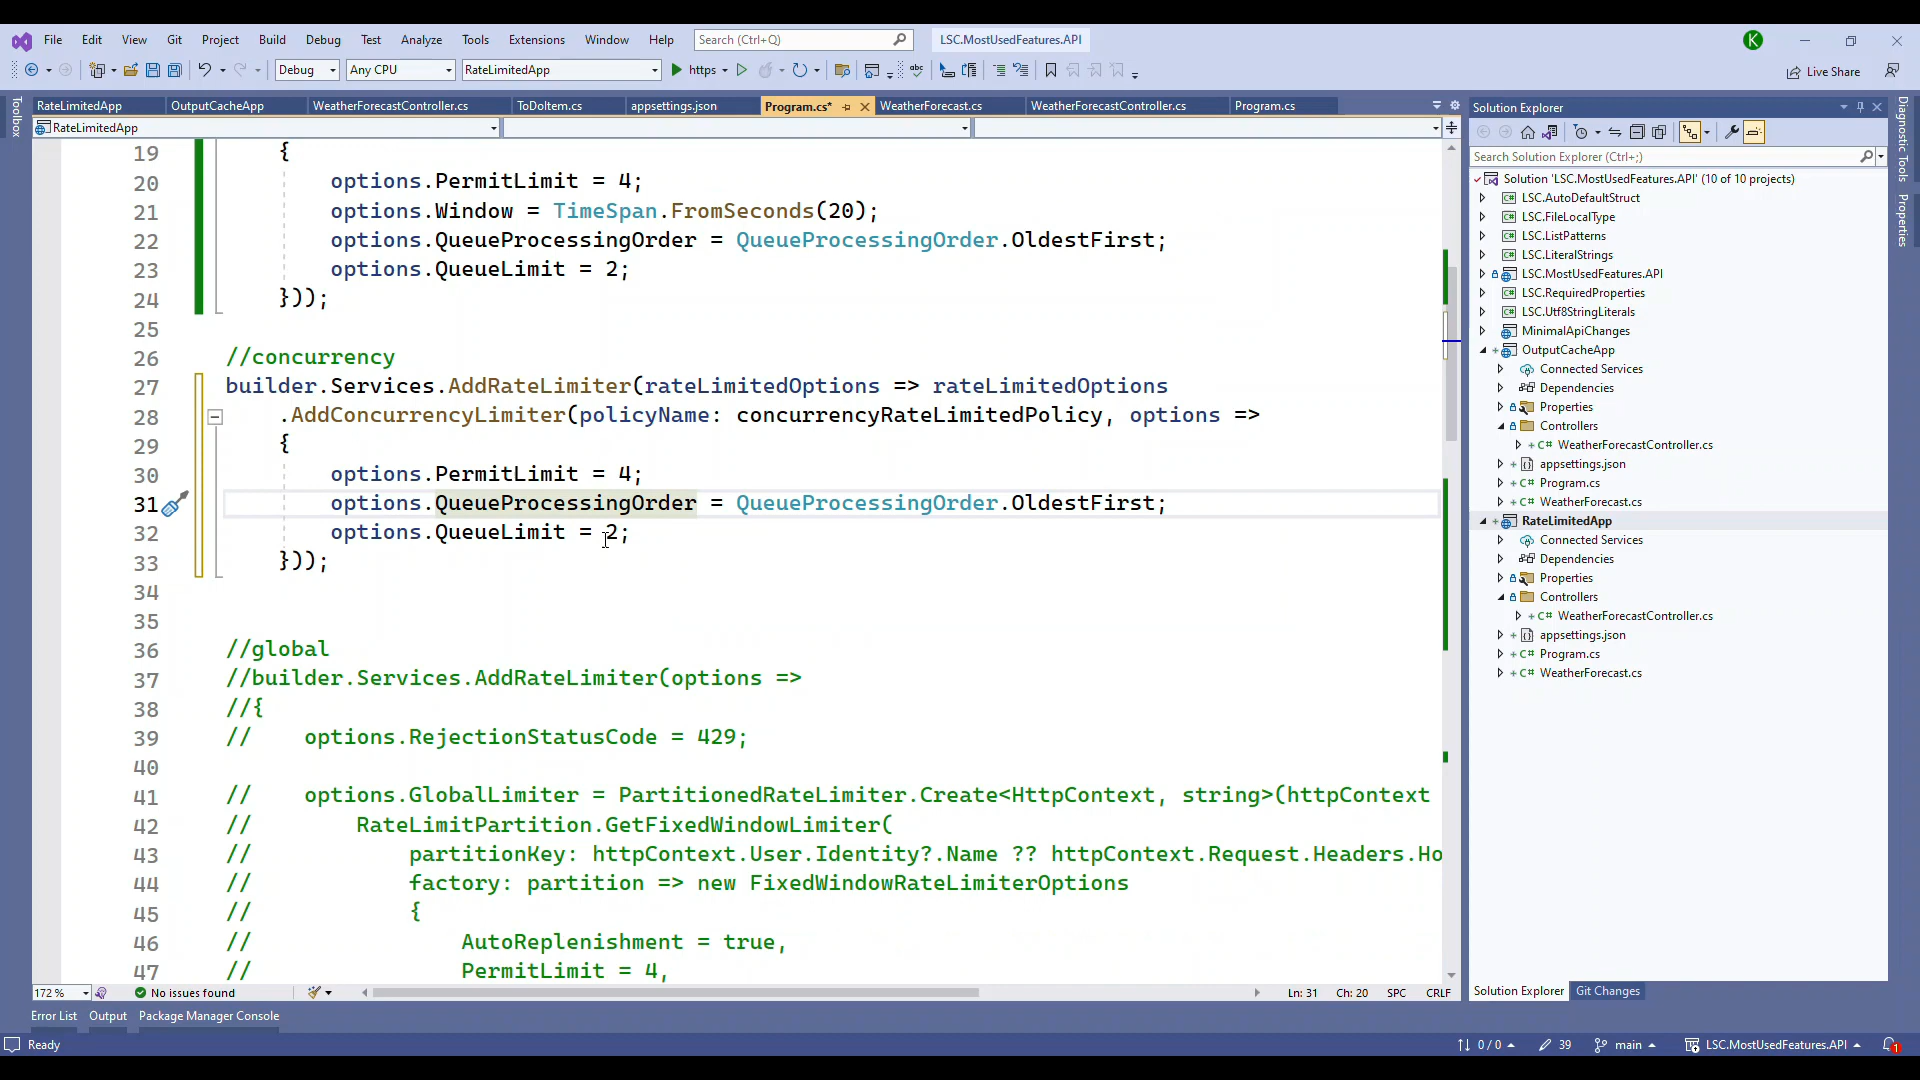 File Edit View Git Project Build Debug Test Analyze Tools Extensions Window Help Search (Ctrl+Q) LSC.MostUsedFeatures.API K
Debug Any CPU RateLimitedApp https Live Share
RateLimitedApp OutputCacheApp WeatherForecastController.cs ToDoItem.cs appsettings.json Program.cs* WeatherForecast.cs WeatherForecastController.cs Program.cs
RateLimitedApp
Toolbox
19 {
20 options.PermitLimit = 4;
21 options.Window = TimeSpan.FromSeconds(20);
22 options.QueueProcessingOrder = QueueProcessingOrder.OldestFirst;
23 options.QueueLimit = 2;
24 }));
25
26 //concurrency
27 builder.Services.AddRateLimiter(rateLimitedOptions => rateLimitedOptions
28 .AddConcurrencyLimiter(policyName: concurrencyRateLimitedPolicy, options =>
29 {
30 options.PermitLimit = 4;
31 options.QueueProcessingOrder = QueueProcessingOrder.OldestFirst;
32 options.QueueLimit = 2;
33 }));
34
35
36 //global
37 //builder.Services.AddRateLimiter(options =>
38 //{
39 // options.RejectionStatusCode = 429;
40
41 // options.GlobalLimiter = PartitionedRateLimiter.Create<HttpContext, string>(httpContext
42 // RateLimitPartition.GetFixedWindowLimiter(
43 // partitionKey: httpContext.User.Identity?.Name ?? httpContext.Request.Headers.Ho
44 // factory: partition => new FixedWindowRateLimiterOptions
45 // {
46 // AutoReplenishment = true,
47 // PermitLimit = 4,
172 % No issues found Ln: 31 Ch: 20 SPC CRLF
Solution Explorer
Search Solution Explorer (Ctrl+;)
Solution 'LSC.MostUsedFeatures.API' (10 of 10 projects)
LSC.AutoDefaultStruct
LSC.FileLocalType
LSC.ListPatterns
LSC.LiteralStrings
LSC.MostUsedFeatures.API
LSC.RequiredProperties
LSC.Utf8StringLiterals
MinimalApiChanges
OutputCacheApp
Connected Services
Dependencies
Properties
Controllers
WeatherForecastController.cs
appsettings.json
Program.cs
WeatherForecast.cs
RateLimitedApp
Connected Services
Dependencies
Properties
Controllers
WeatherForecastController.cs
appsettings.json
Program.cs
WeatherForecast.cs
Solution Explorer Git Changes
Diagnostic Tools
Properties
Error List Output Package Manager Console
Ready 0 / 0 39 main LSC.MostUsedFeatures.API 1